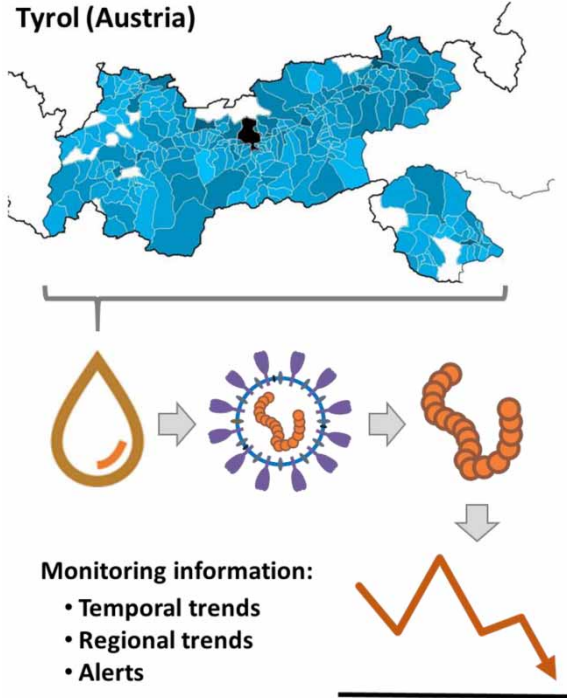 Tyrol (Austria)
Monitoring information:
• Temporal trends
• Regional trends
• Alerts